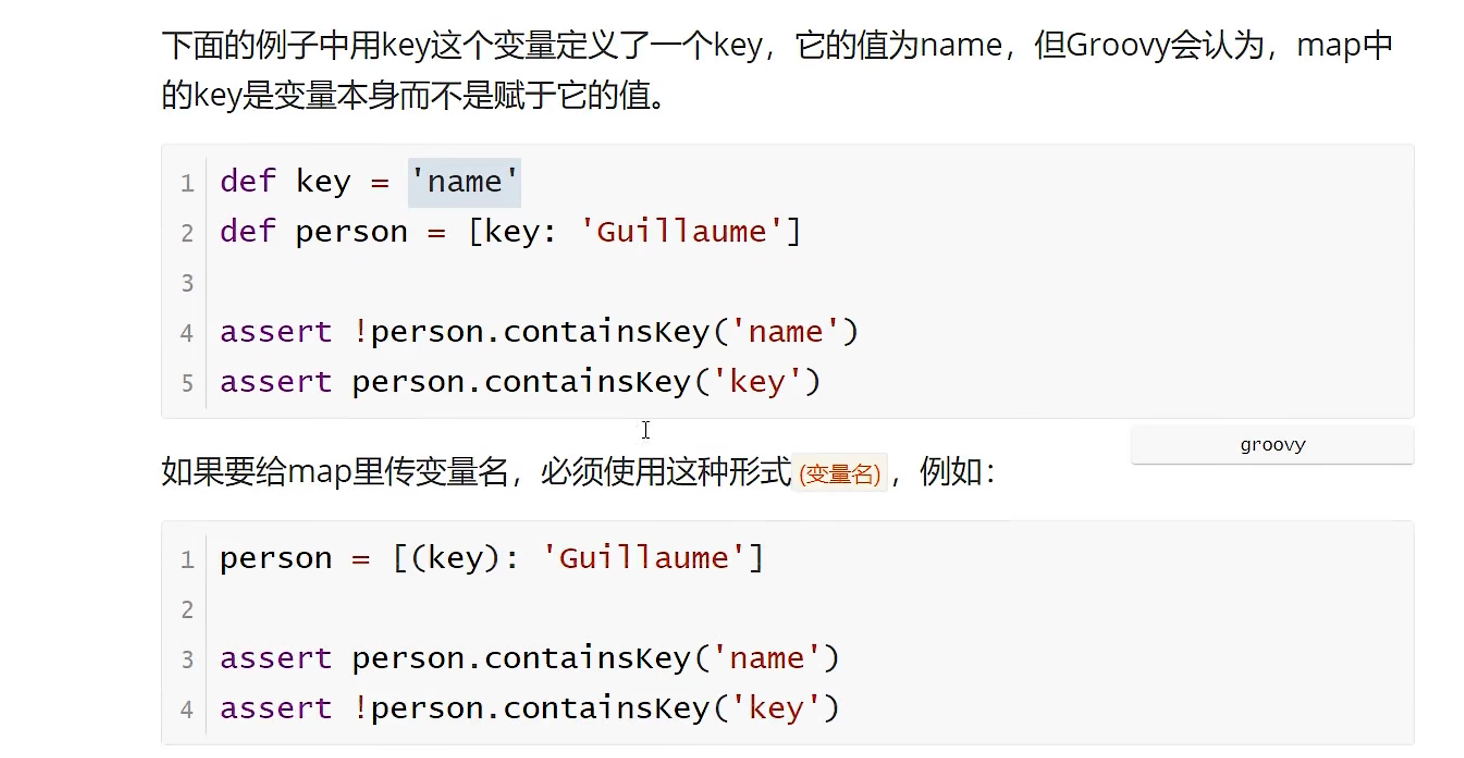 下面的例子中用key这个变量定义了一个key，它的值为name，但Groovy会认为，map中
的key是变量本身而不是赋于它的值。
1 def key = 'name'
2 def person = [key: 'Guillaume']
3
4 assert !person.containsKey('name')
5 assert person.containsKey('key')
groovy
如果要给map里传变量名，必须使用这种形式(变量名)，例如：
1 person = [(key): 'Guillaume']
2
3 assert person.containsKey('name')
4 assert !person.containsKey('key')